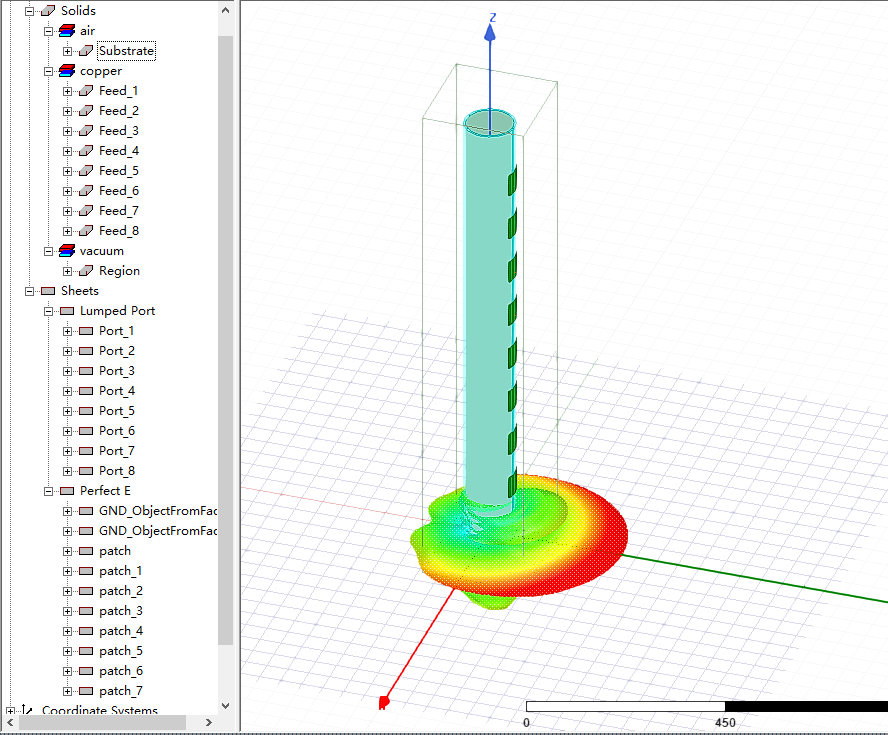 Solids
air
Substrate
copper
Feed_1
Feed_2
Feed_3
Feed_4
Feed_5
Feed_6
Feed_7
Feed_8
vacuum
Region
Sheets
Lumped Port
Port_1
Port_2
Port_3
Port_4
Port_5
Port_6
Port_7
Port_8
Perfect E
GND_ObjectFromFac
GND_ObjectFromFac
patch
patch_1
patch_2
patch_3
patch_4
patch_5
patch_6
patch_7
Coordinate Systems
Z
0 450